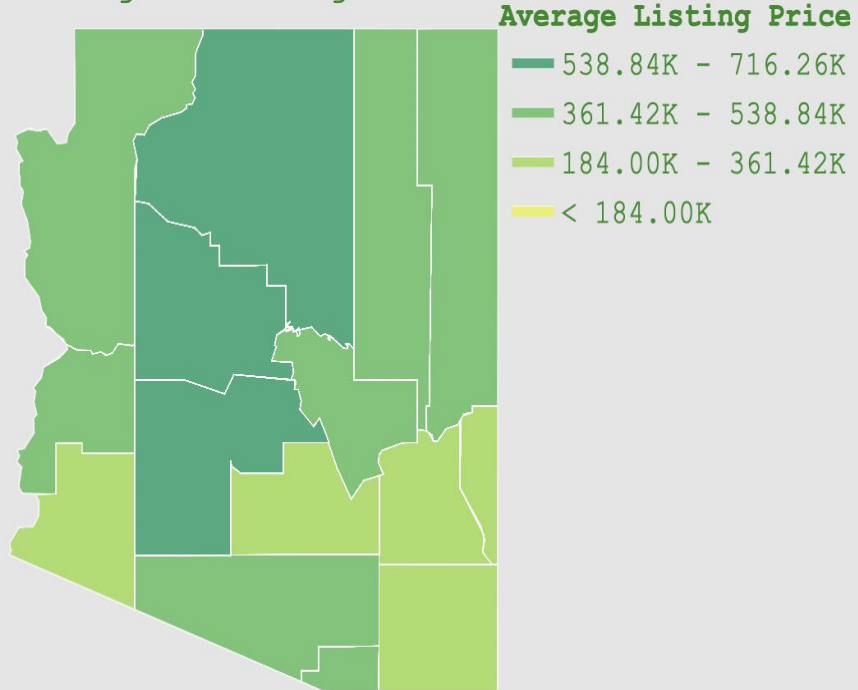 Average Listing Price
538.84K - 716.26K
361.42K - 538.84K
184.00K - 361.42K
< 184.00K